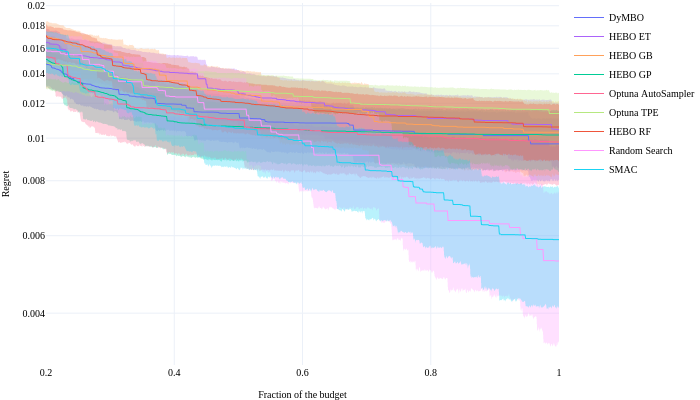 0.02
0.018
0.016
0.014
0.012
0.01
0.008
0.006
0.004
Regret
0.2
0.4
0.6
0.8
1
Fraction of the budget
DyMBO
HEBO ET
HEBO GB
HEBO GP
Optuna AutoSampler
Optuna TPE
HEBO RF
Random Search
SMAC